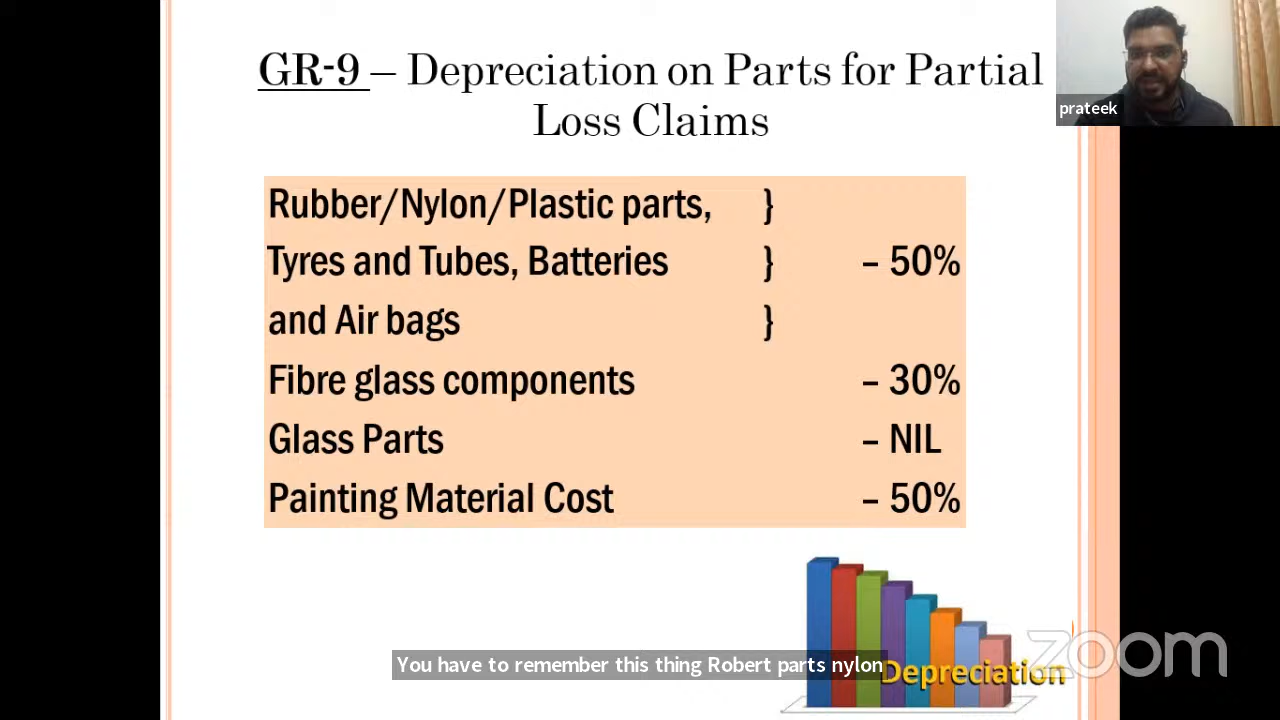 GR-9 – Depreciation on Parts for Partial
Loss Claims
prateek
Rubber/Nylon/Plastic parts, }
Tyres and Tubes, Batteries } – 50%
and Air bags }
Fibre glass components – 30%
Glass Parts – NIL
Painting Material Cost – 50%
You have to remember this thing Robert parts nylon
Depreciation
zoom